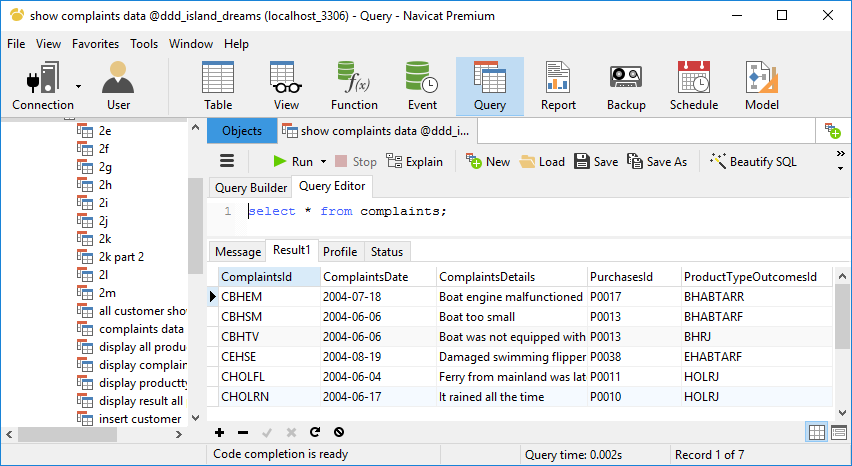 show complaints data @ddd_island_dreams (localhost_3306) - Query - Navicat Premium
File View Favorites Tools Window Help
Connection User Table View Function Event Query Report Backup Schedule Model
f(x)
2e
2f
2g
2h
2i
2j
2k
2k part 2
2l
2m
all customer sho
complaints data
display all produc
display complain
display productty
display result all
insert customer
Objects show complaints data @ddd_i...
Run Stop Explain New Load Save Save As Beautify SQL
Query Builder Query Editor
1 select * from complaints;
Message Result1 Profile Status
ComplaintsId ComplaintsDate ComplaintsDetails PurchasesId ProductTypeOutcomesId
CBHEM 2004-07-18 Boat engine malfunctioned P0017 BHABTARR
CBHSM 2004-06-06 Boat too small P0013 BHABTARF
CBHTV 2004-06-06 Boat was not equipped with P0013 BHRJ
CEHSE 2004-08-19 Damaged swimming flipper P0038 EHABTARF
CHOLFL 2004-06-04 Ferry from mainland was lat P0011 HOLRJ
CHOLRN 2004-06-17 It rained all the time P0010 HOLRJ
Code completion is ready Query time: 0.002s Record 1 of 7